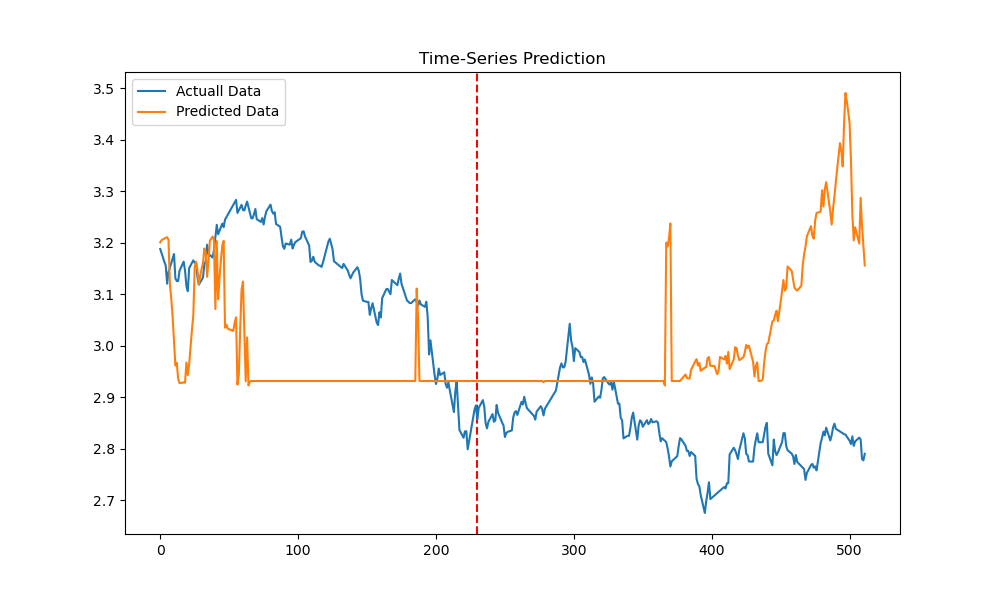 Time-Series Prediction
Actuall Data
Predicted Data
3.5
3.4
3.3
3.2
3.1
3.0
2.9
2.8
2.7
0 100 200 300 400 500